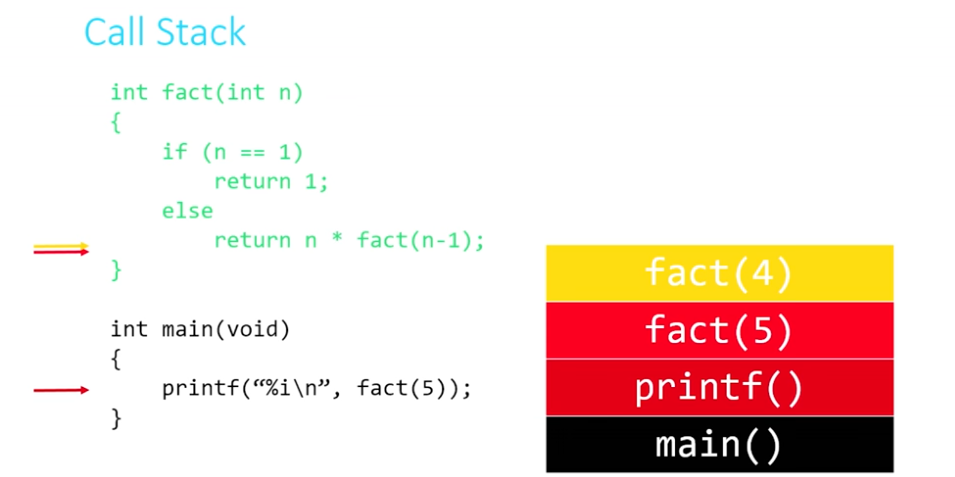 Call Stack
int fact(int n)
{
    if (n == 1)
        return 1;
    else
        return n * fact(n-1);
}
int main(void)
{
    printf(“%i\n”, fact(5));
}
fact(4)
fact(5)
printf()
main()